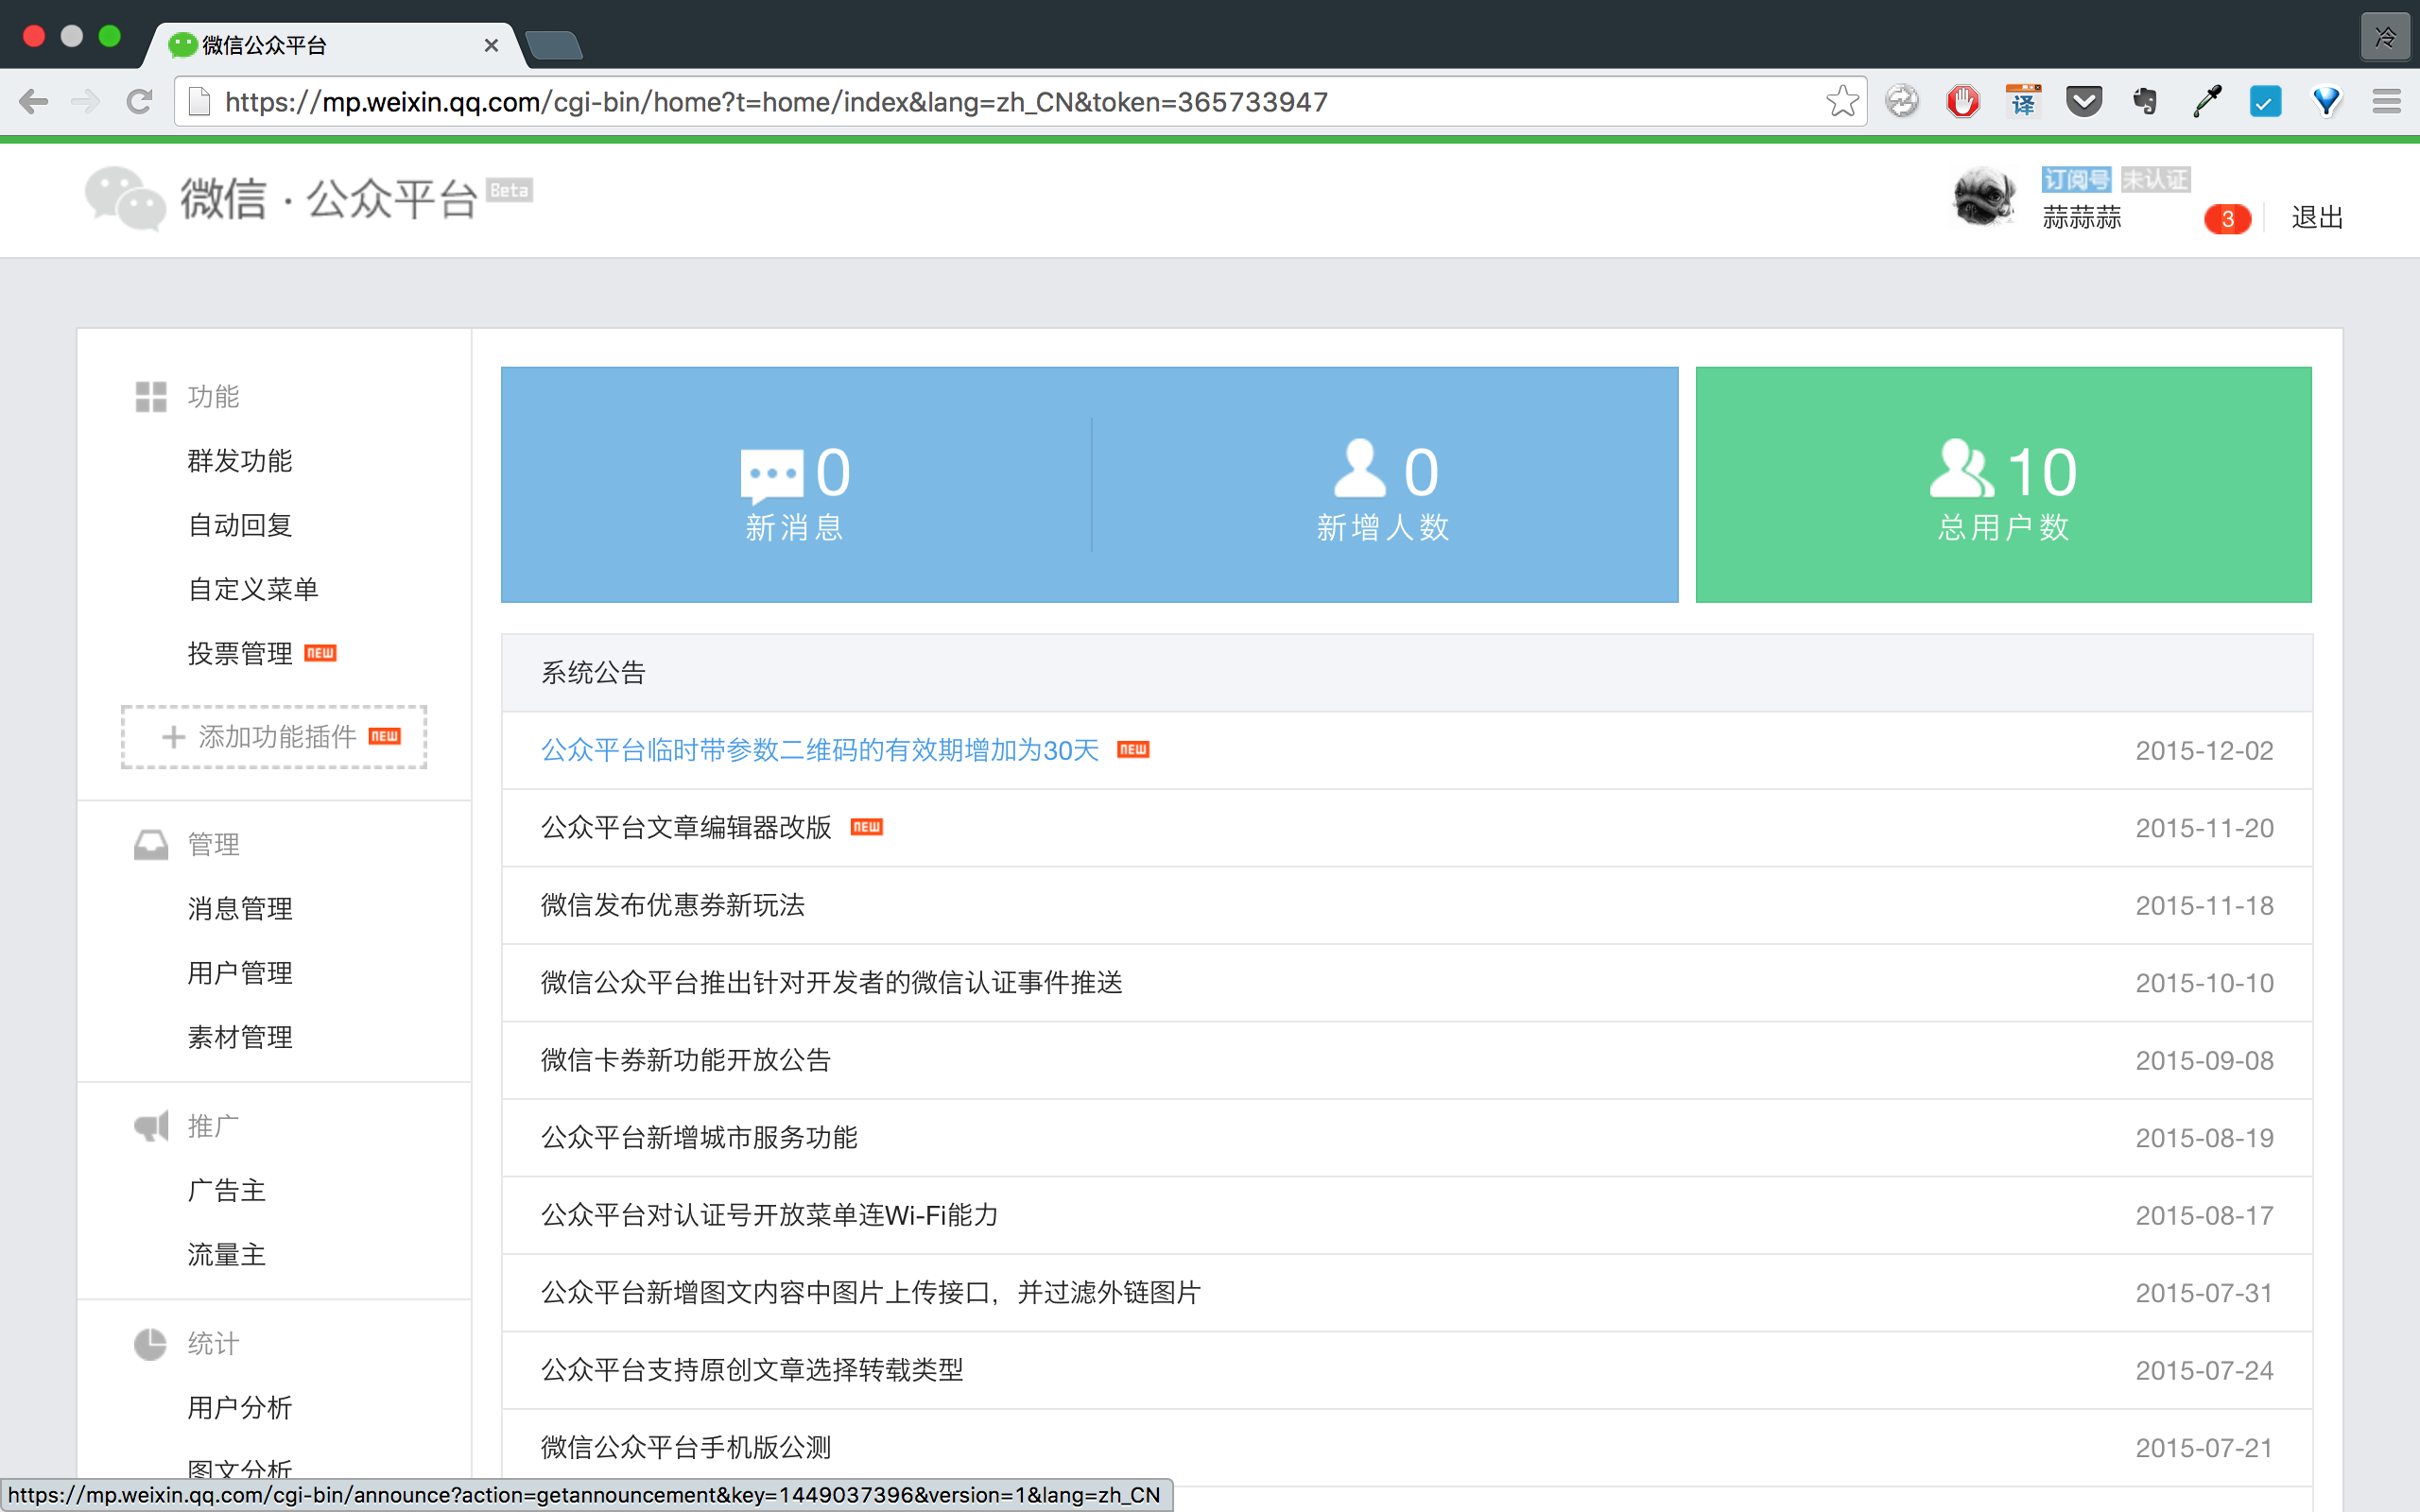 微信公众平台
冷
https://mp.weixin.qq.com/cgi-bin/home?t=home/index&lang=zh_CN&token=365733947
译
微信·公众平台 Beta
订阅号 未认证
蒜蒜蒜 3 退出
功能
群发功能
自动回复
自定义菜单
投票管理 NEW
添加功能插件 NEW
管理
消息管理
用户管理
素材管理
推广
广告主
流量主
统计
用户分析
图文分析
0
新消息
0
新增人数
10
总用户数
系统公告
公众平台临时带参数二维码的有效期增加为30天 NEW 2015-12-02
公众平台文章编辑器改版 NEW 2015-11-20
微信发布优惠券新玩法 2015-11-18
微信公众平台推出针对开发者的微信认证事件推送 2015-10-10
微信卡券新功能开放公告 2015-09-08
公众平台新增城市服务功能 2015-08-19
公众平台对认证号开放菜单连Wi-Fi能力 2015-08-17
公众平台新增图文内容中图片上传接口，并过滤外链图片 2015-07-31
公众平台支持原创文章选择转载类型 2015-07-24
微信公众平台手机版公测 2015-07-21
https://mp.weixin.qq.com/cgi-bin/announce?action=getannouncement&key=1449037396&version=1&lang=zh_CN